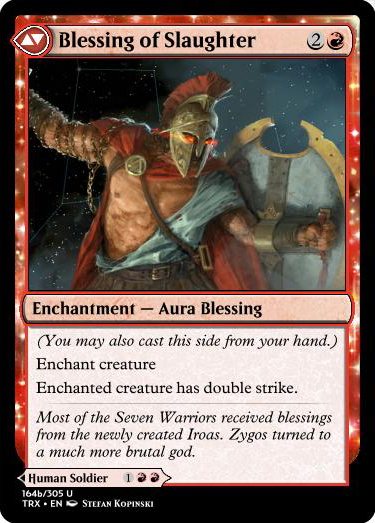 Blessing of Slaughter 2
Enchantment — Aura Blessing
(You may also cast this side from your hand.)
Enchant creature
Enchanted creature has double strike.
Most of the Seven Warriors received blessings
from the newly created Iroas. Zygos turned to
a much more brutal god.
Human Soldier 1
164b/305 U
TRX • EN Stefan Kopinski